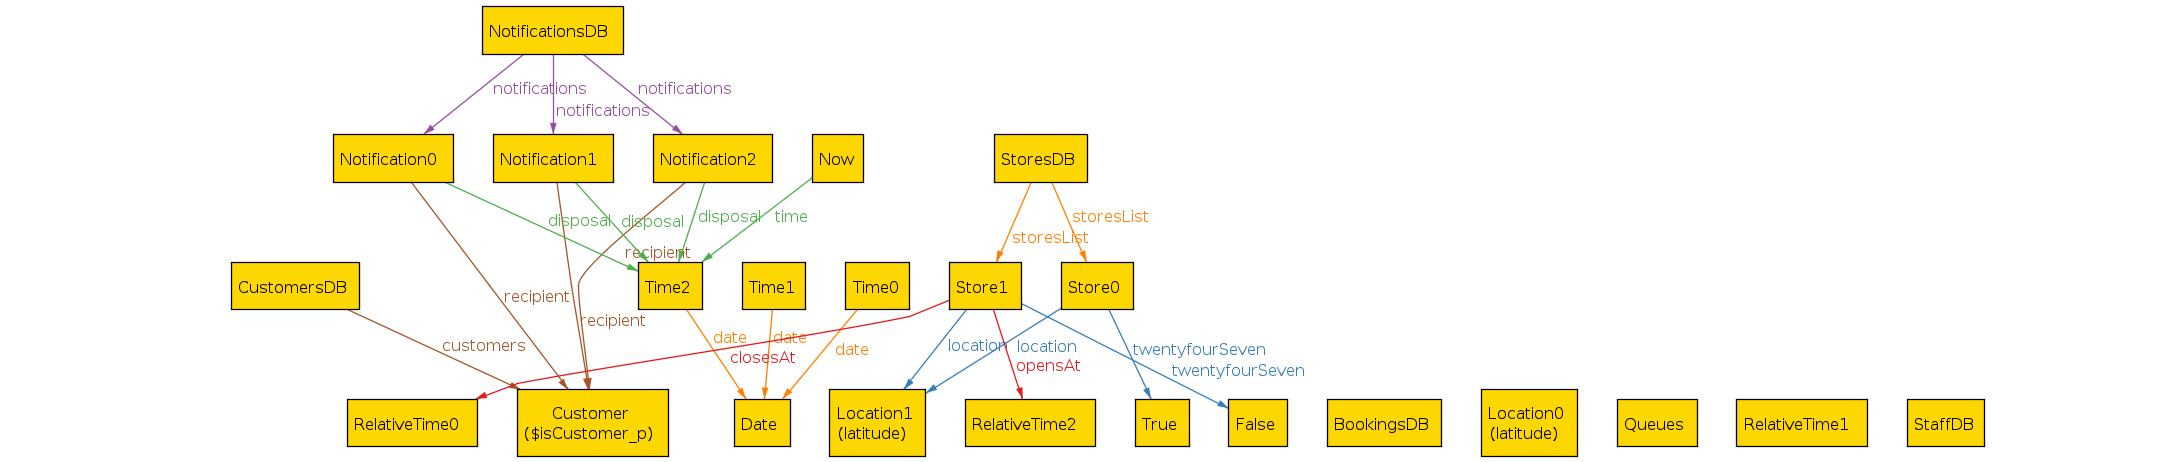 NotificationsDB
notifications
notifications
notifications
Notification0
Notification1
Notification2
Now
StoresDB
disposal
disposal
disposal
time
storesList
storesList
recipient
CustomersDB
Time2
Time1
Time0
Store1
Store0
recipient
recipient
customers
date
date
date
closesAt
location
location
opensAt
twentyfourSeven
twentyfourSeven
RelativeTime0
Customer
($isCustomer_p)
Date
Location1
(latitude)
RelativeTime2
True
False
BookingsDB
Location0
(latitude)
Queues
RelativeTime1
StaffDB